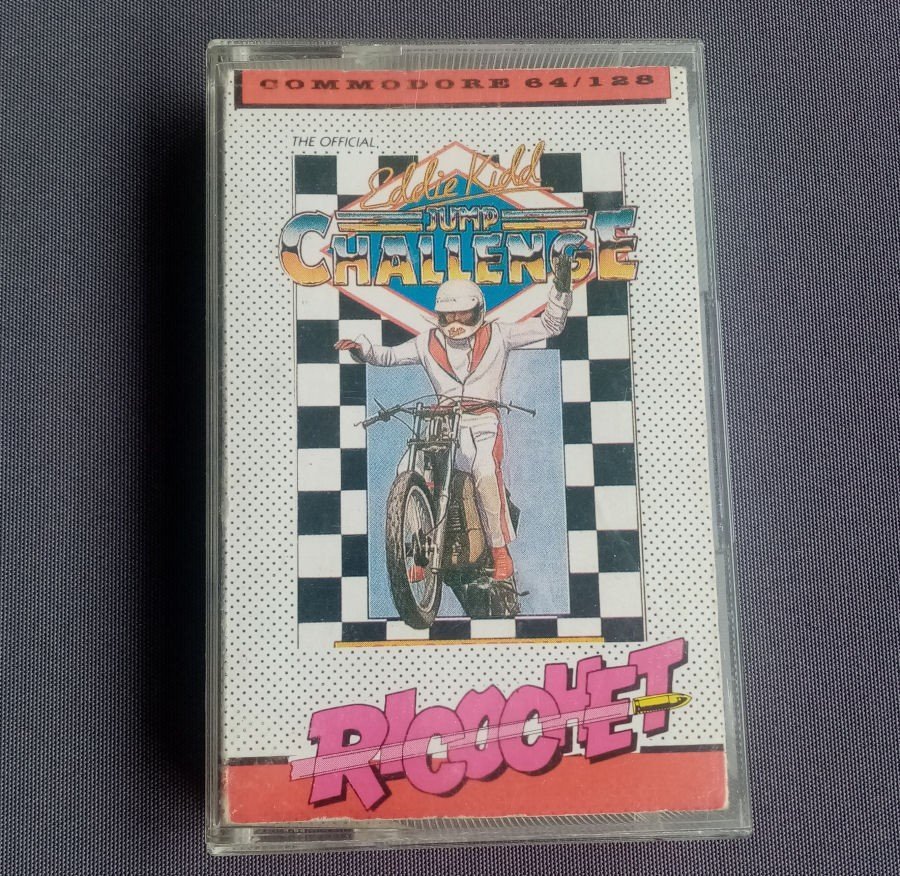 COMMODORE 64/128
THE OFFICIAL
Eddie Kidd
JUMP
CHALLENGE
RICOCHET